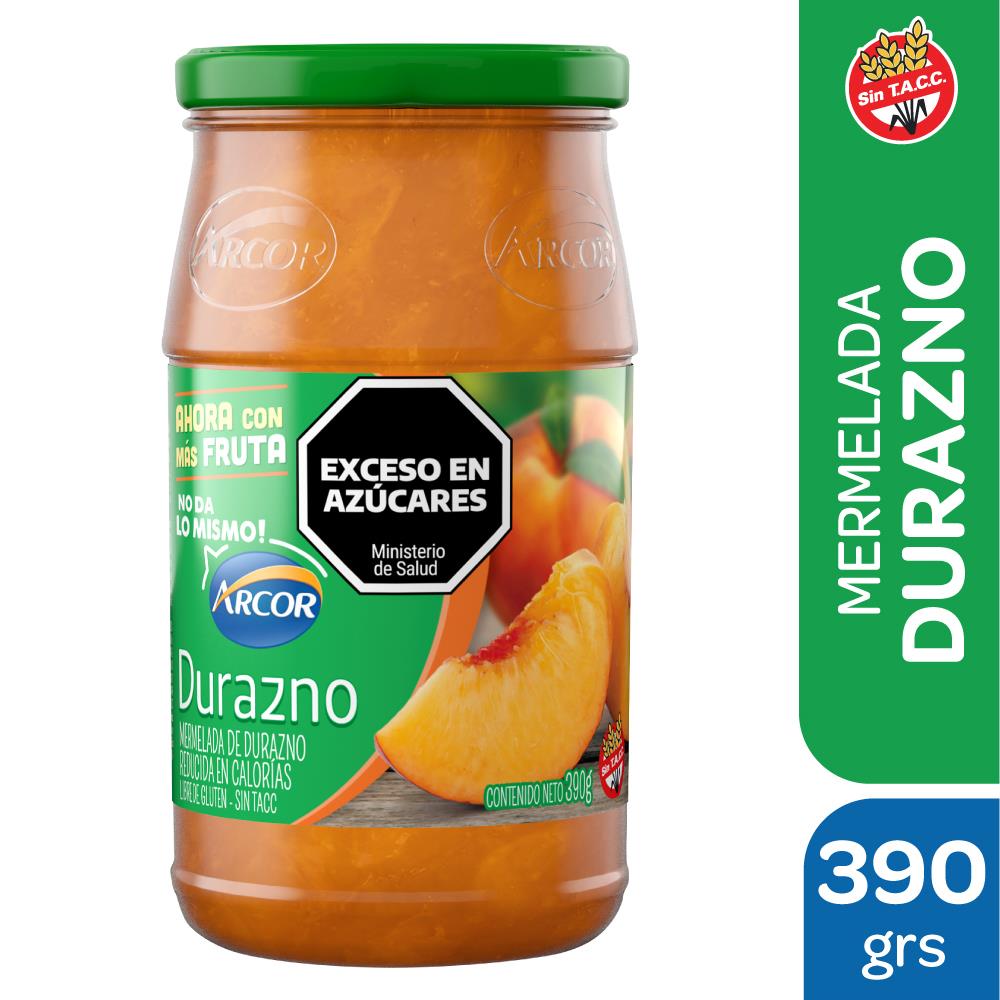 ARCOR
ARCOR
AHORA CON
MÁS FRUTA
NO DA
LO MISMO!
ARCOR
EXCESO EN
AZÚCARES
Ministerio
de Salud
Durazno
MERMELADA DE DURAZNO
REDUCIDA EN CALORÍAS
LIBRE DE GLUTEN - SIN TACC
CONTENIDO NETO 390g
Sin T.A.C.C.
Sin T.A.C.C.
MERMELADA
DURAZNO
390
grs